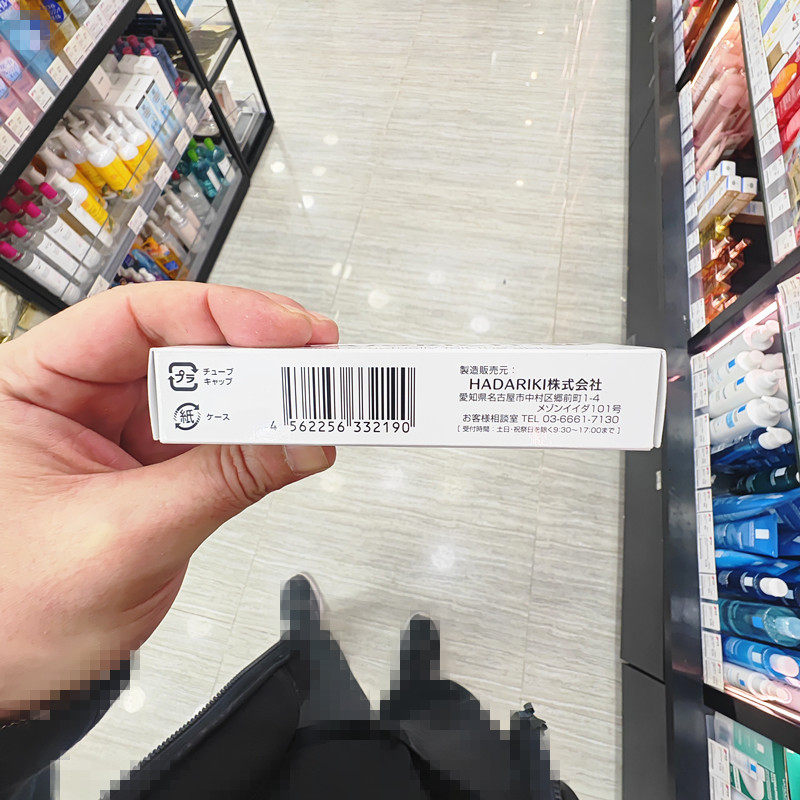 プラ
チューブ
キャップ
紙
ケース
4 562256 332190
製造販売元：
HADARIKI株式会社
愛知県名古屋市中村区郷前町1-4
メゾンイイダ101号
お客様相談室 TEL 03-6661-7130
[ 受付時間：土日・祝祭日を除く9:30〜17:00まで ]